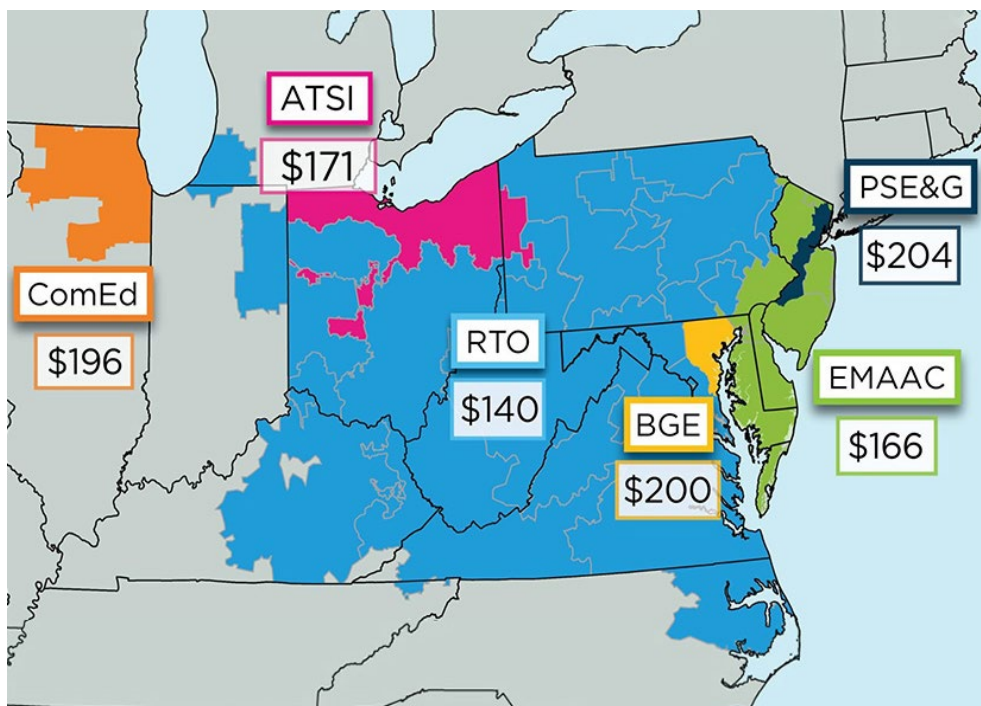 ATSI
$171
PSE&G
$204
ComEd
$196
RTO
$140
EMAAC
$166
BGE
$200